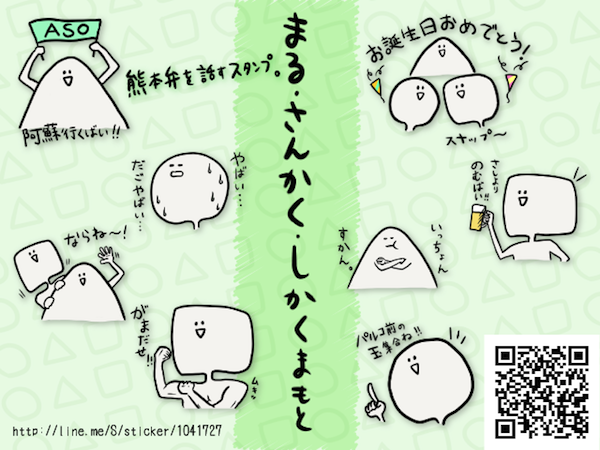 ASO
熊本弁を話すスタンプ。
阿蘇行くばい!!
やばい…
だごやばい…
ならね〜!
がまだせ!!
ムキッ
http://line.me/S/sticker/1041727
まる・さんかく・しかくまもと
お誕生日おめでとう!
スナップ〜
さしより
のむばい!!
いっちょん
すかん。
パルコ前の
玉集合ね!!